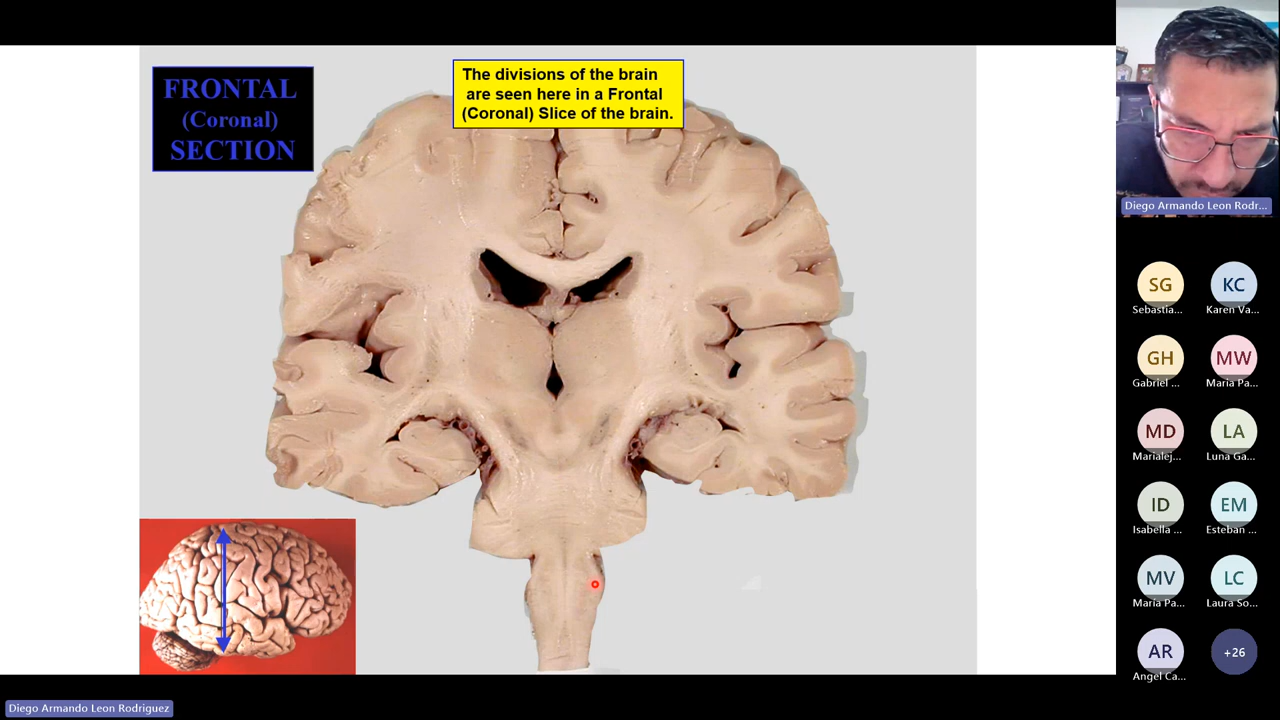 FRONTAL
(Coronal)
SECTION
The divisions of the brain
are seen here in a Frontal
(Coronal) Slice of the brain.
Diego Armando Leon Rodr...
SG
KC
Sebastia...
Karen Va...
GH
MW
Gabriel ...
Maria Pa...
MD
LA
Marialej...
Luna Ga...
ID
EM
Isabella ...
Esteban ...
MV
LC
Maria Pa...
Laura So...
AR
+26
Angel Ca...
Diego Armando Leon Rodriguez